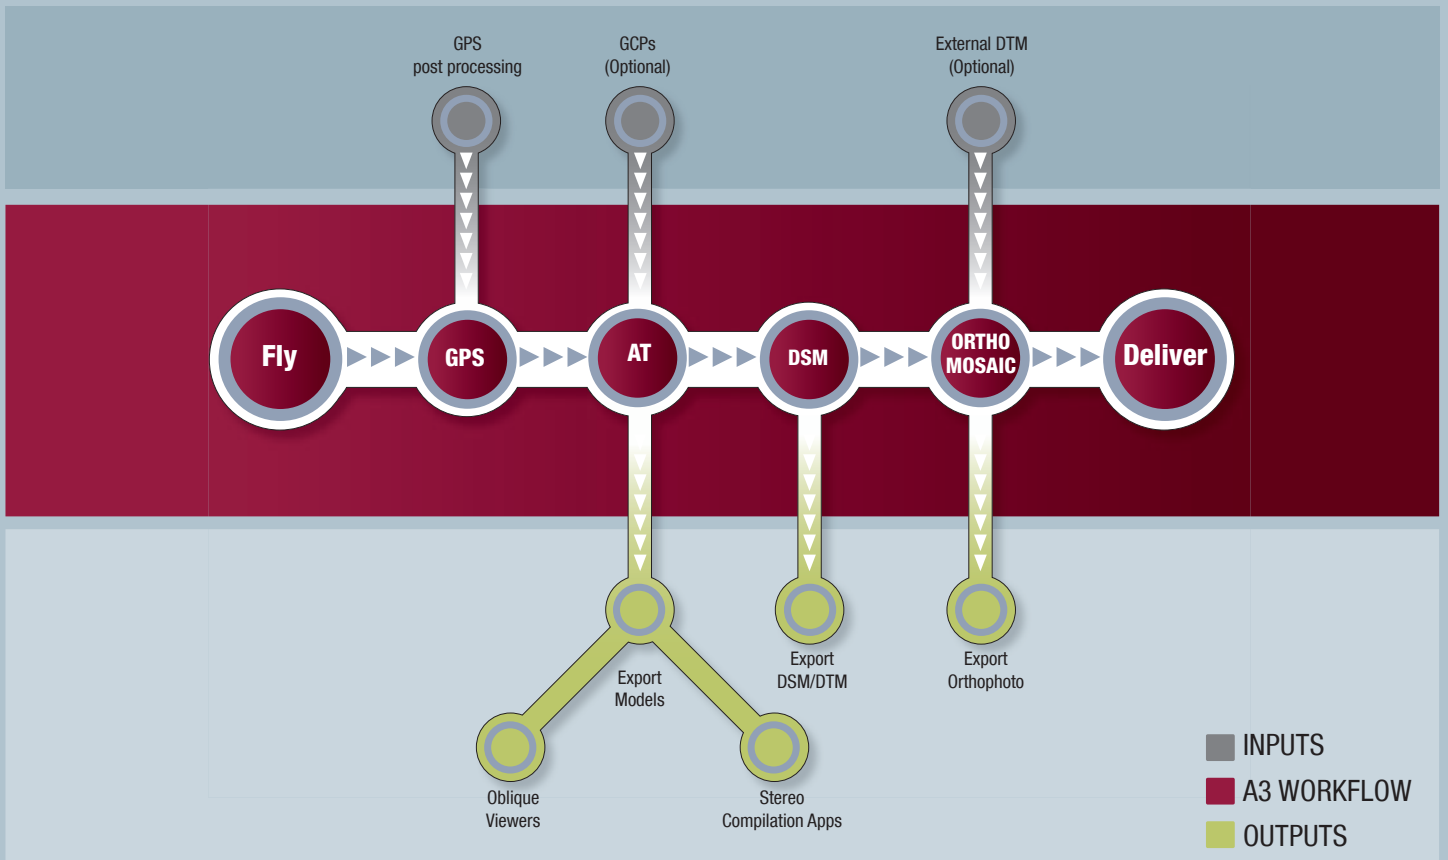 GPS
post processing
GCPs
(Optional)
External DTM
(Optional)
Fly
GPS
AT
DSM
ORTHO
MOSAIC
Deliver
Export
Models
Export
DSM/DTM
Export
Orthophoto
Oblique
Viewers
Stereo
Compilation Apps
INPUTS
A3 WORKFLOW
OUTPUTS